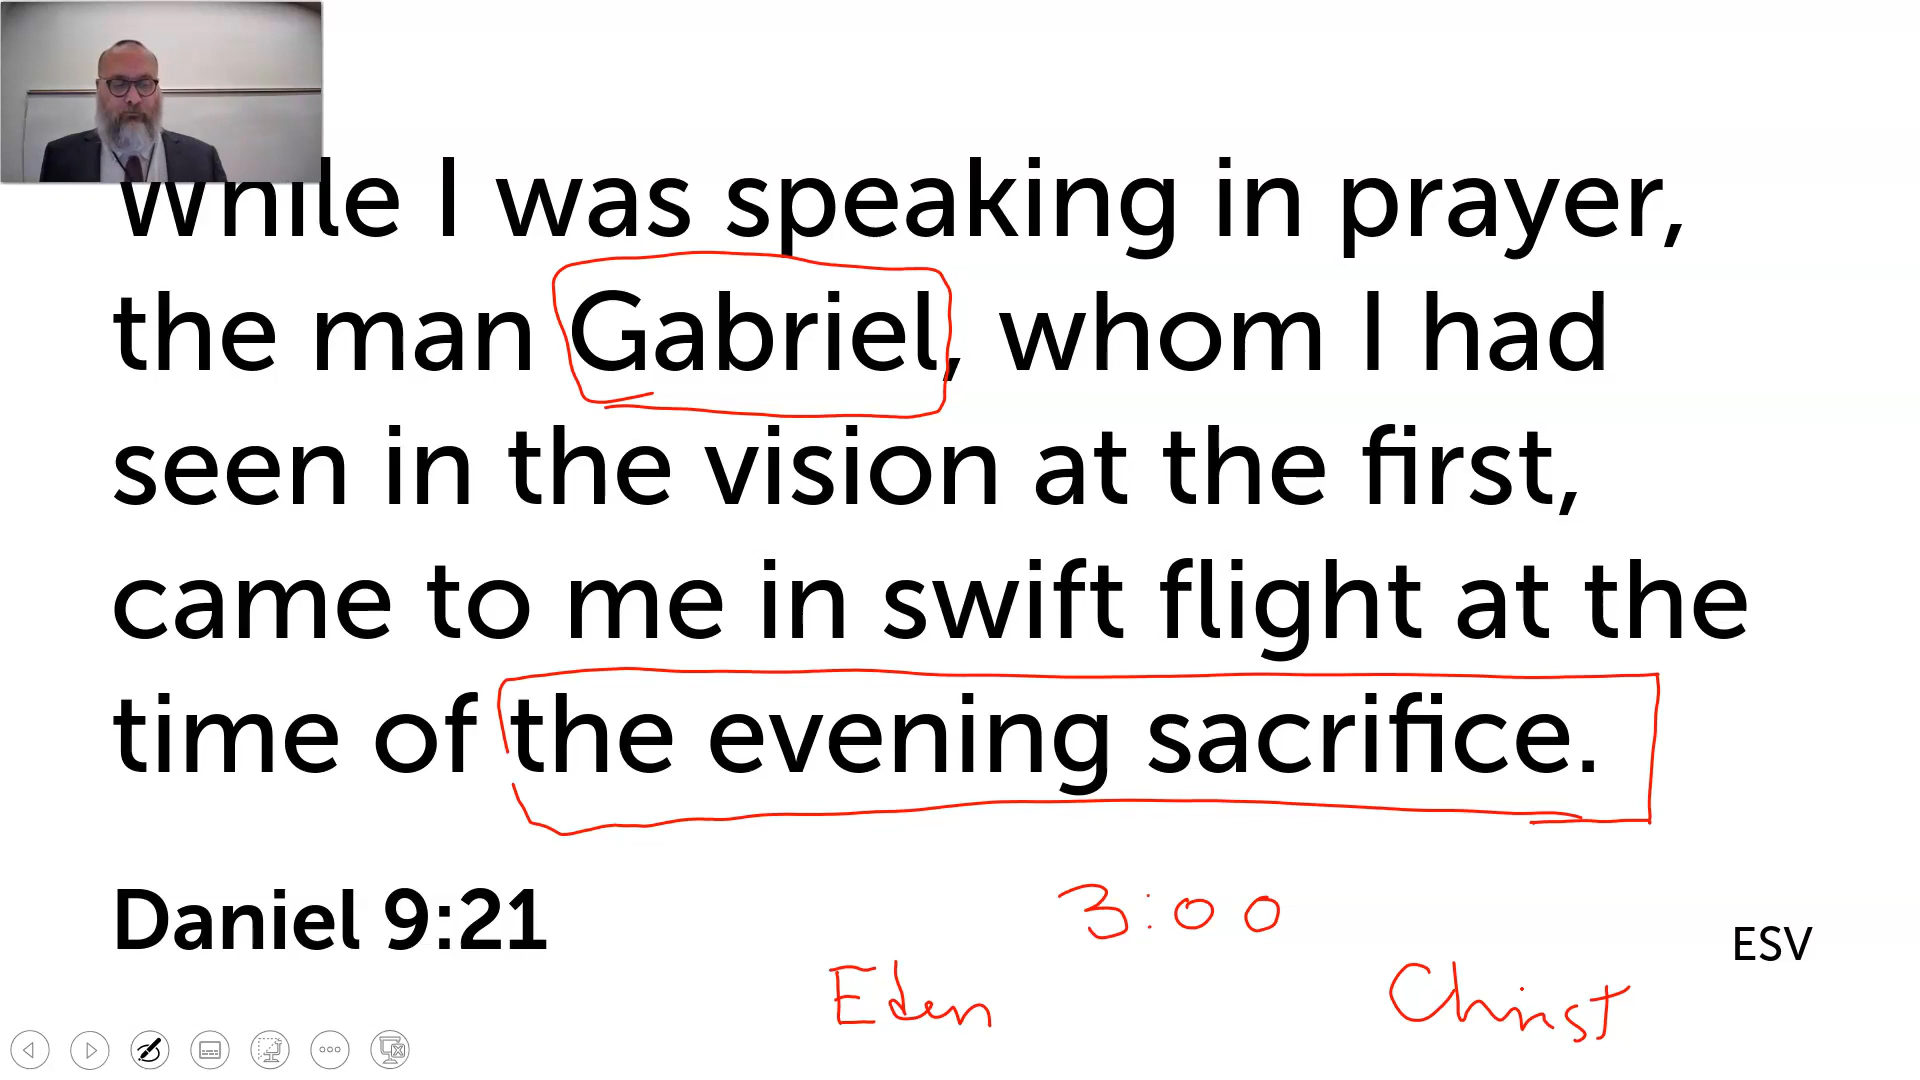 While I was speaking in prayer,
the man Gabriel, whom I had
seen in the vision at the first,
came to me in swift flight at the
time of the evening sacrifice.
Daniel 9:21
3:00
ESV
Eden
Christ